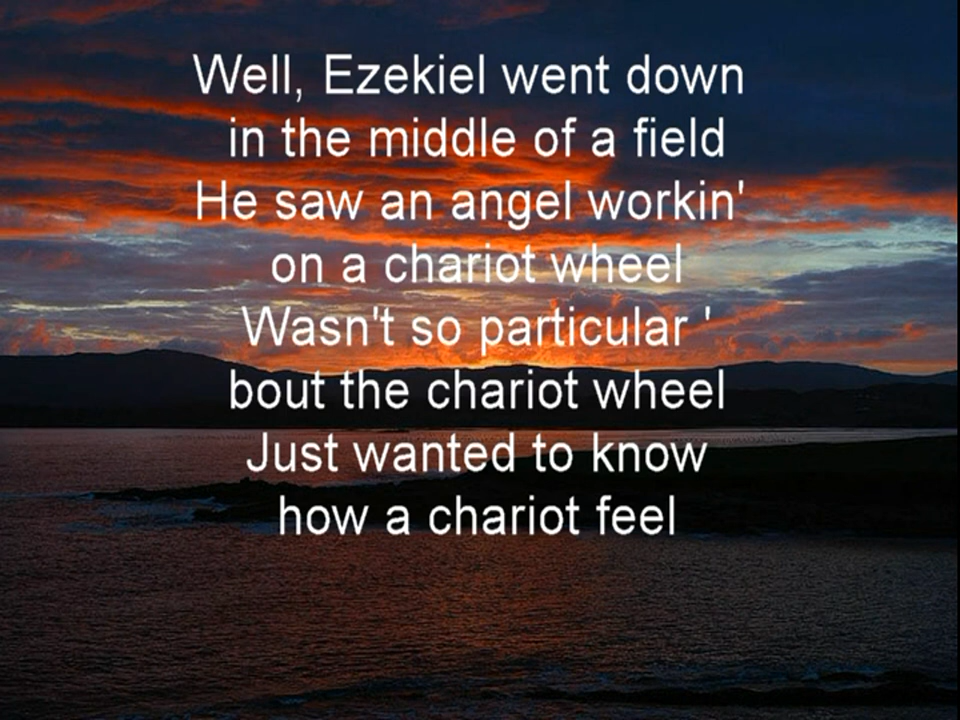 Well, Ezekiel went down
in the middle of a field
He saw an angel workin'
on a chariot wheel
Wasn't so particular '
bout the chariot wheel
Just wanted to know
how a chariot feel